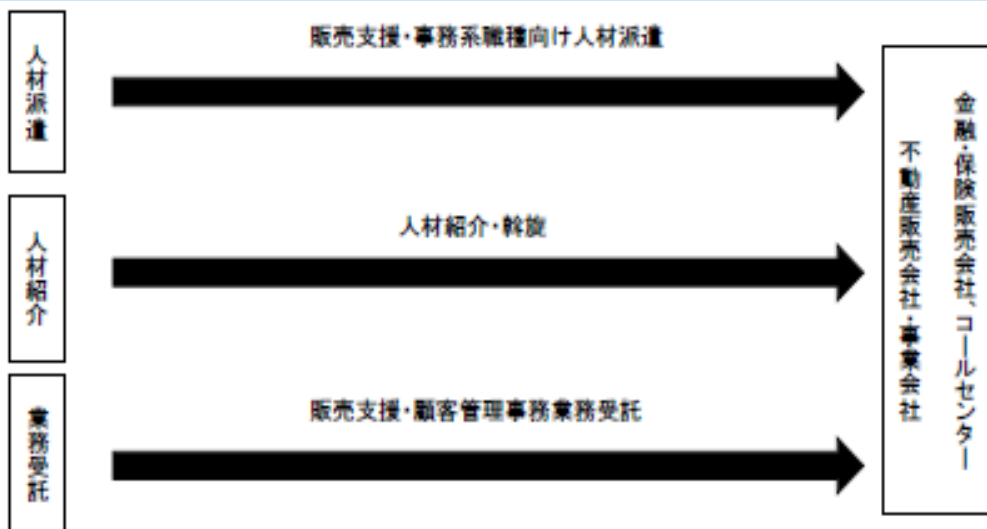 人材派遣
販売支援・事務系職種向け人材派遣
人材紹介
人材紹介・斡旋
業務受託
販売支援・顧客管理事務業務受託
金融・保険販売会社、コールセンター
不動産販売会社・事業会社